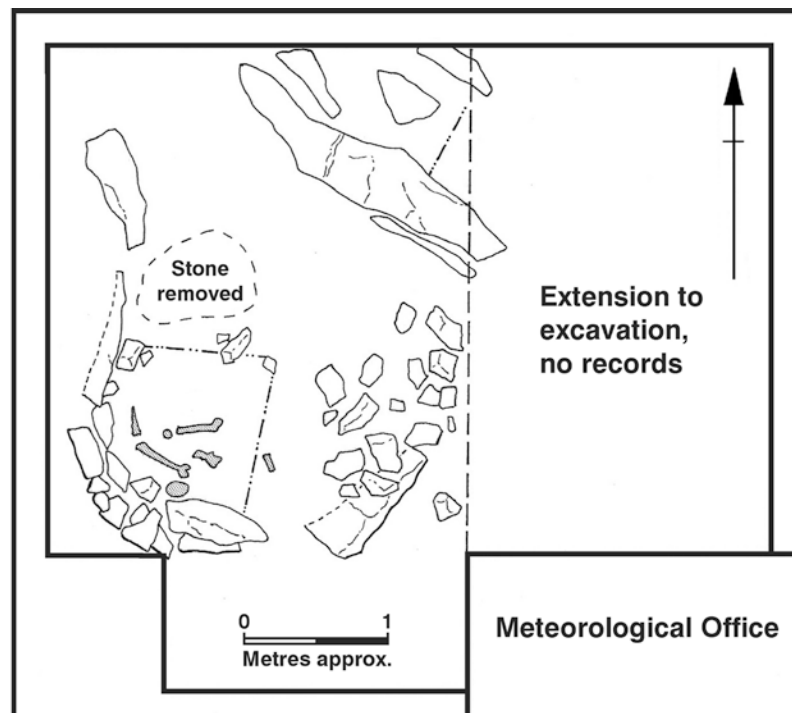 Stone
removed
Extension to
excavation,
no records
0 1
Metres approx.
Meteorological Office